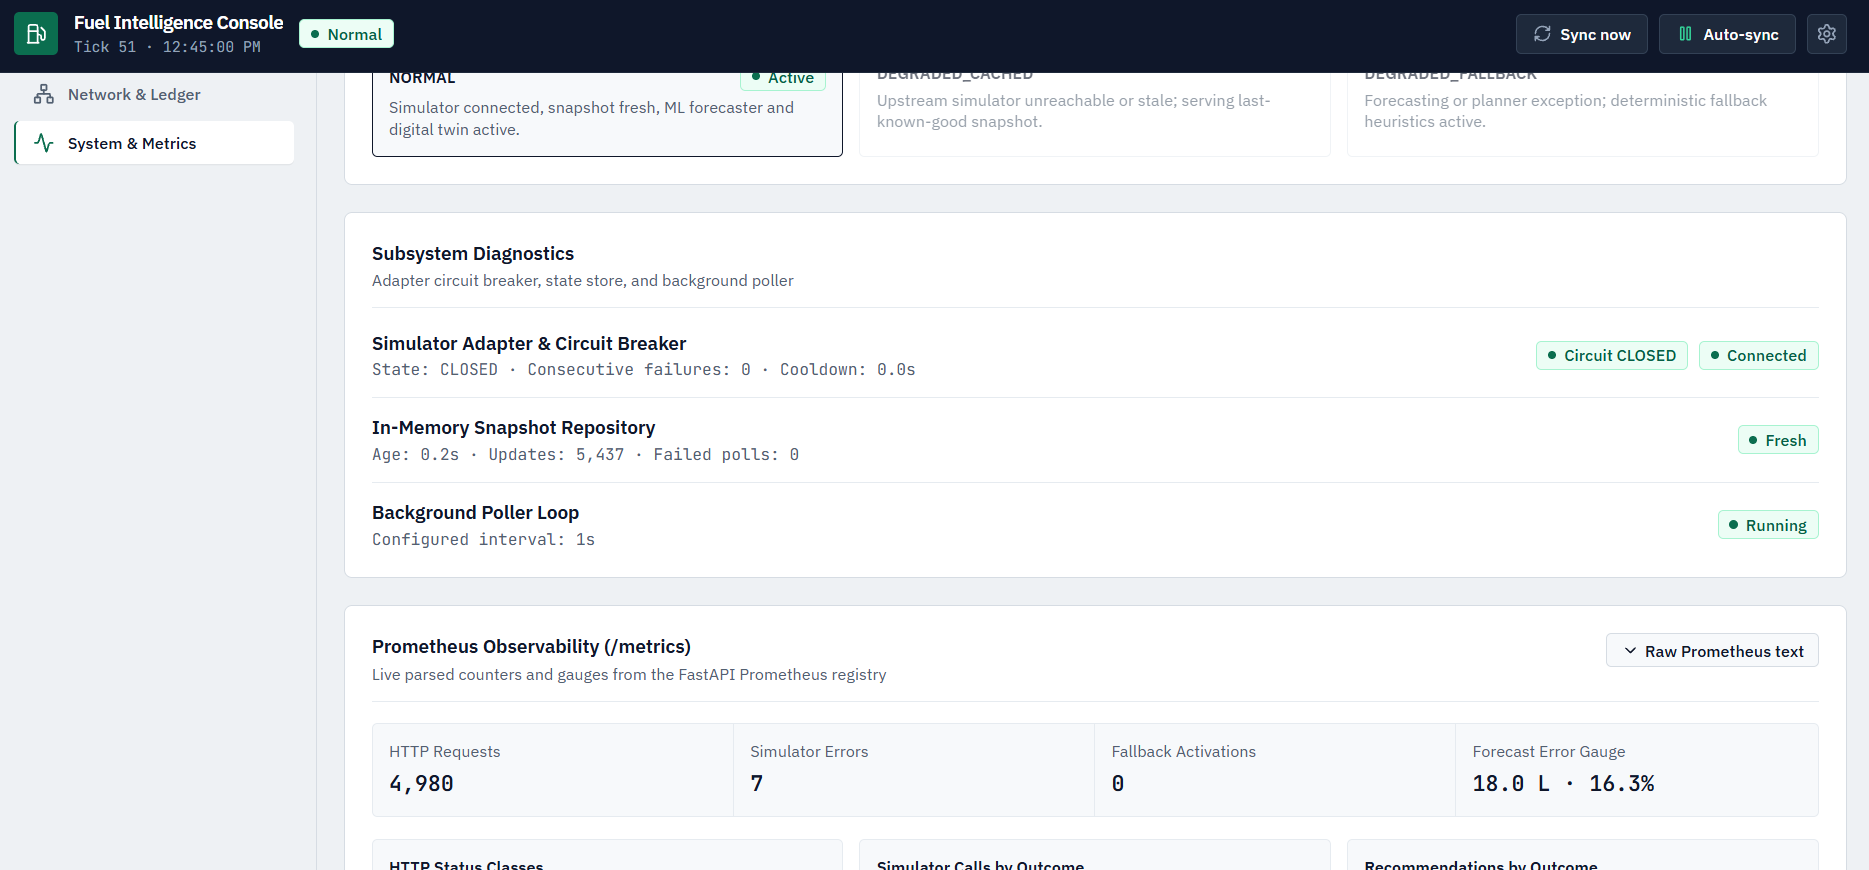 Fuel Intelligence Console
Tick 51 · 12:45:00 PM
Normal
Sync now
Auto-sync
Network & Ledger
System & Metrics
NORMAL
Active
Simulator connected, snapshot fresh, ML forecaster and
digital twin active.
DEGRADED_CACHED
Upstream simulator unreachable or stale; serving last-
known-good snapshot.
DEGRADED_FALLBACK
Forecasting or planner exception; deterministic fallback
heuristics active.
Subsystem Diagnostics
Adapter circuit breaker, state store, and background poller
Simulator Adapter & Circuit Breaker
State: CLOSED · Consecutive failures: 0 · Cooldown: 0.0s
Circuit CLOSED
Connected
In-Memory Snapshot Repository
Age: 0.2s · Updates: 5,437 · Failed polls: 0
Fresh
Background Poller Loop
Configured interval: 1s
Running
Prometheus Observability (/metrics)
Live parsed counters and gauges from the FastAPI Prometheus registry
Raw Prometheus text
HTTP Requests
4,980
Simulator Errors
7
Fallback Activations
0
Forecast Error Gauge
18.0 L · 16.3%
HTTP Status Classes
Simulator Calls by Outcome
Recommendations by Outcome